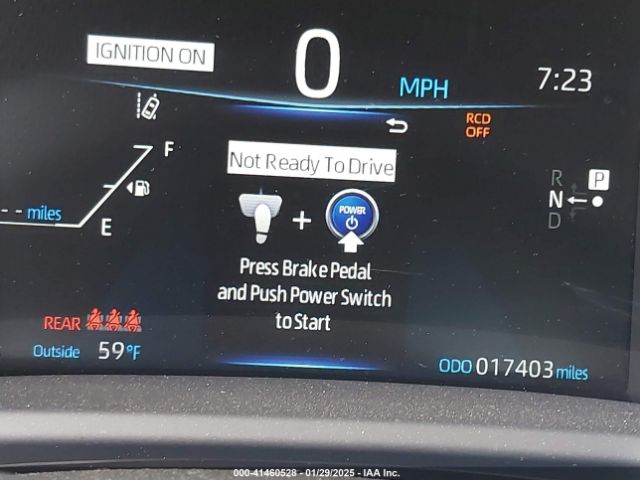 IGNITION ON
0
MPH
7:23
RCD
OFF
F
Not Ready To Drive
R
P
N
D
-- miles
E
+
POWER
Press Brake Pedal
and Push Power Switch
to Start
REAR
Outside 59°F
ODO 017403 miles
000-41460528 - 01/29/2025 - IAA Inc.